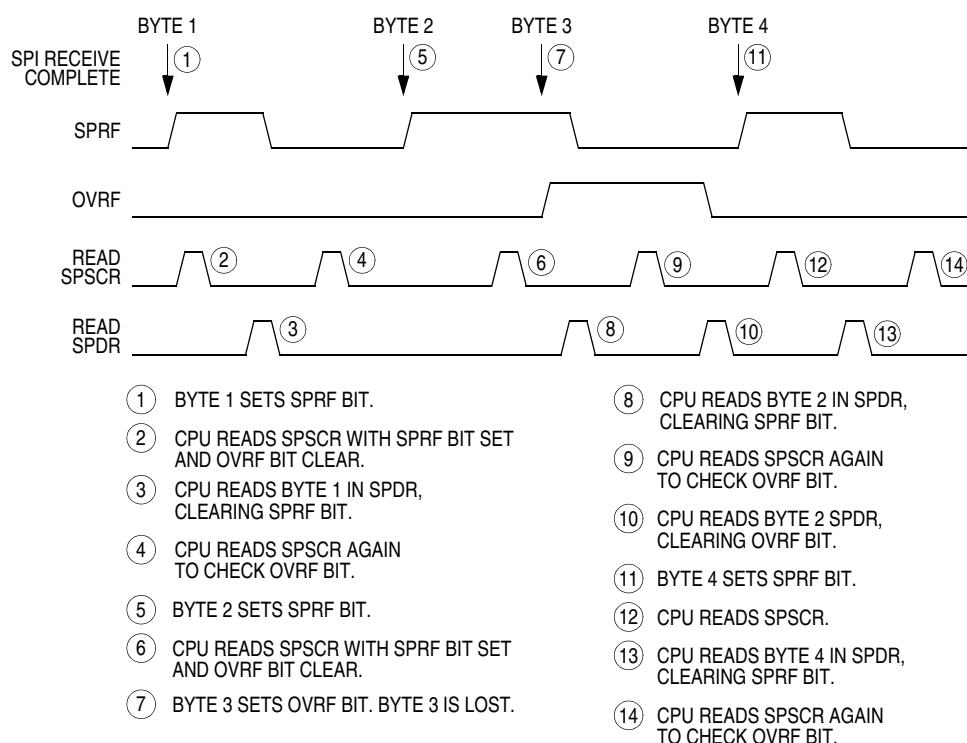 BYTE 1 BYTE 2 BYTE 3 BYTE 4
SPI RECEIVE
COMPLETE
1 5 7 11
SPRF
OVRF
READ
SPSCR
2 4 6 9 12 14
READ
SPDR
3 8 10 13
1 BYTE 1 SETS SPRF BIT.
2 CPU READS SPSCR WITH SPRF BIT SET
AND OVRF BIT CLEAR.
3 CPU READS BYTE 1 IN SPDR,
CLEARING SPRF BIT.
4 CPU READS SPSCR AGAIN
TO CHECK OVRF BIT.
5 BYTE 2 SETS SPRF BIT.
6 CPU READS SPSCR WITH SPRF BIT SET
AND OVRF BIT CLEAR.
7 BYTE 3 SETS OVRF BIT. BYTE 3 IS LOST.
8 CPU READS BYTE 2 IN SPDR,
CLEARING SPRF BIT.
9 CPU READS SPSCR AGAIN
TO CHECK OVRF BIT.
10 CPU READS BYTE 2 SPDR,
CLEARING OVRF BIT.
11 BYTE 4 SETS SPRF BIT.
12 CPU READS SPSCR.
13 CPU READS BYTE 4 IN SPDR,
CLEARING SPRF BIT.
14 CPU READS SPSCR AGAIN
TO CHECK OVRF BIT.